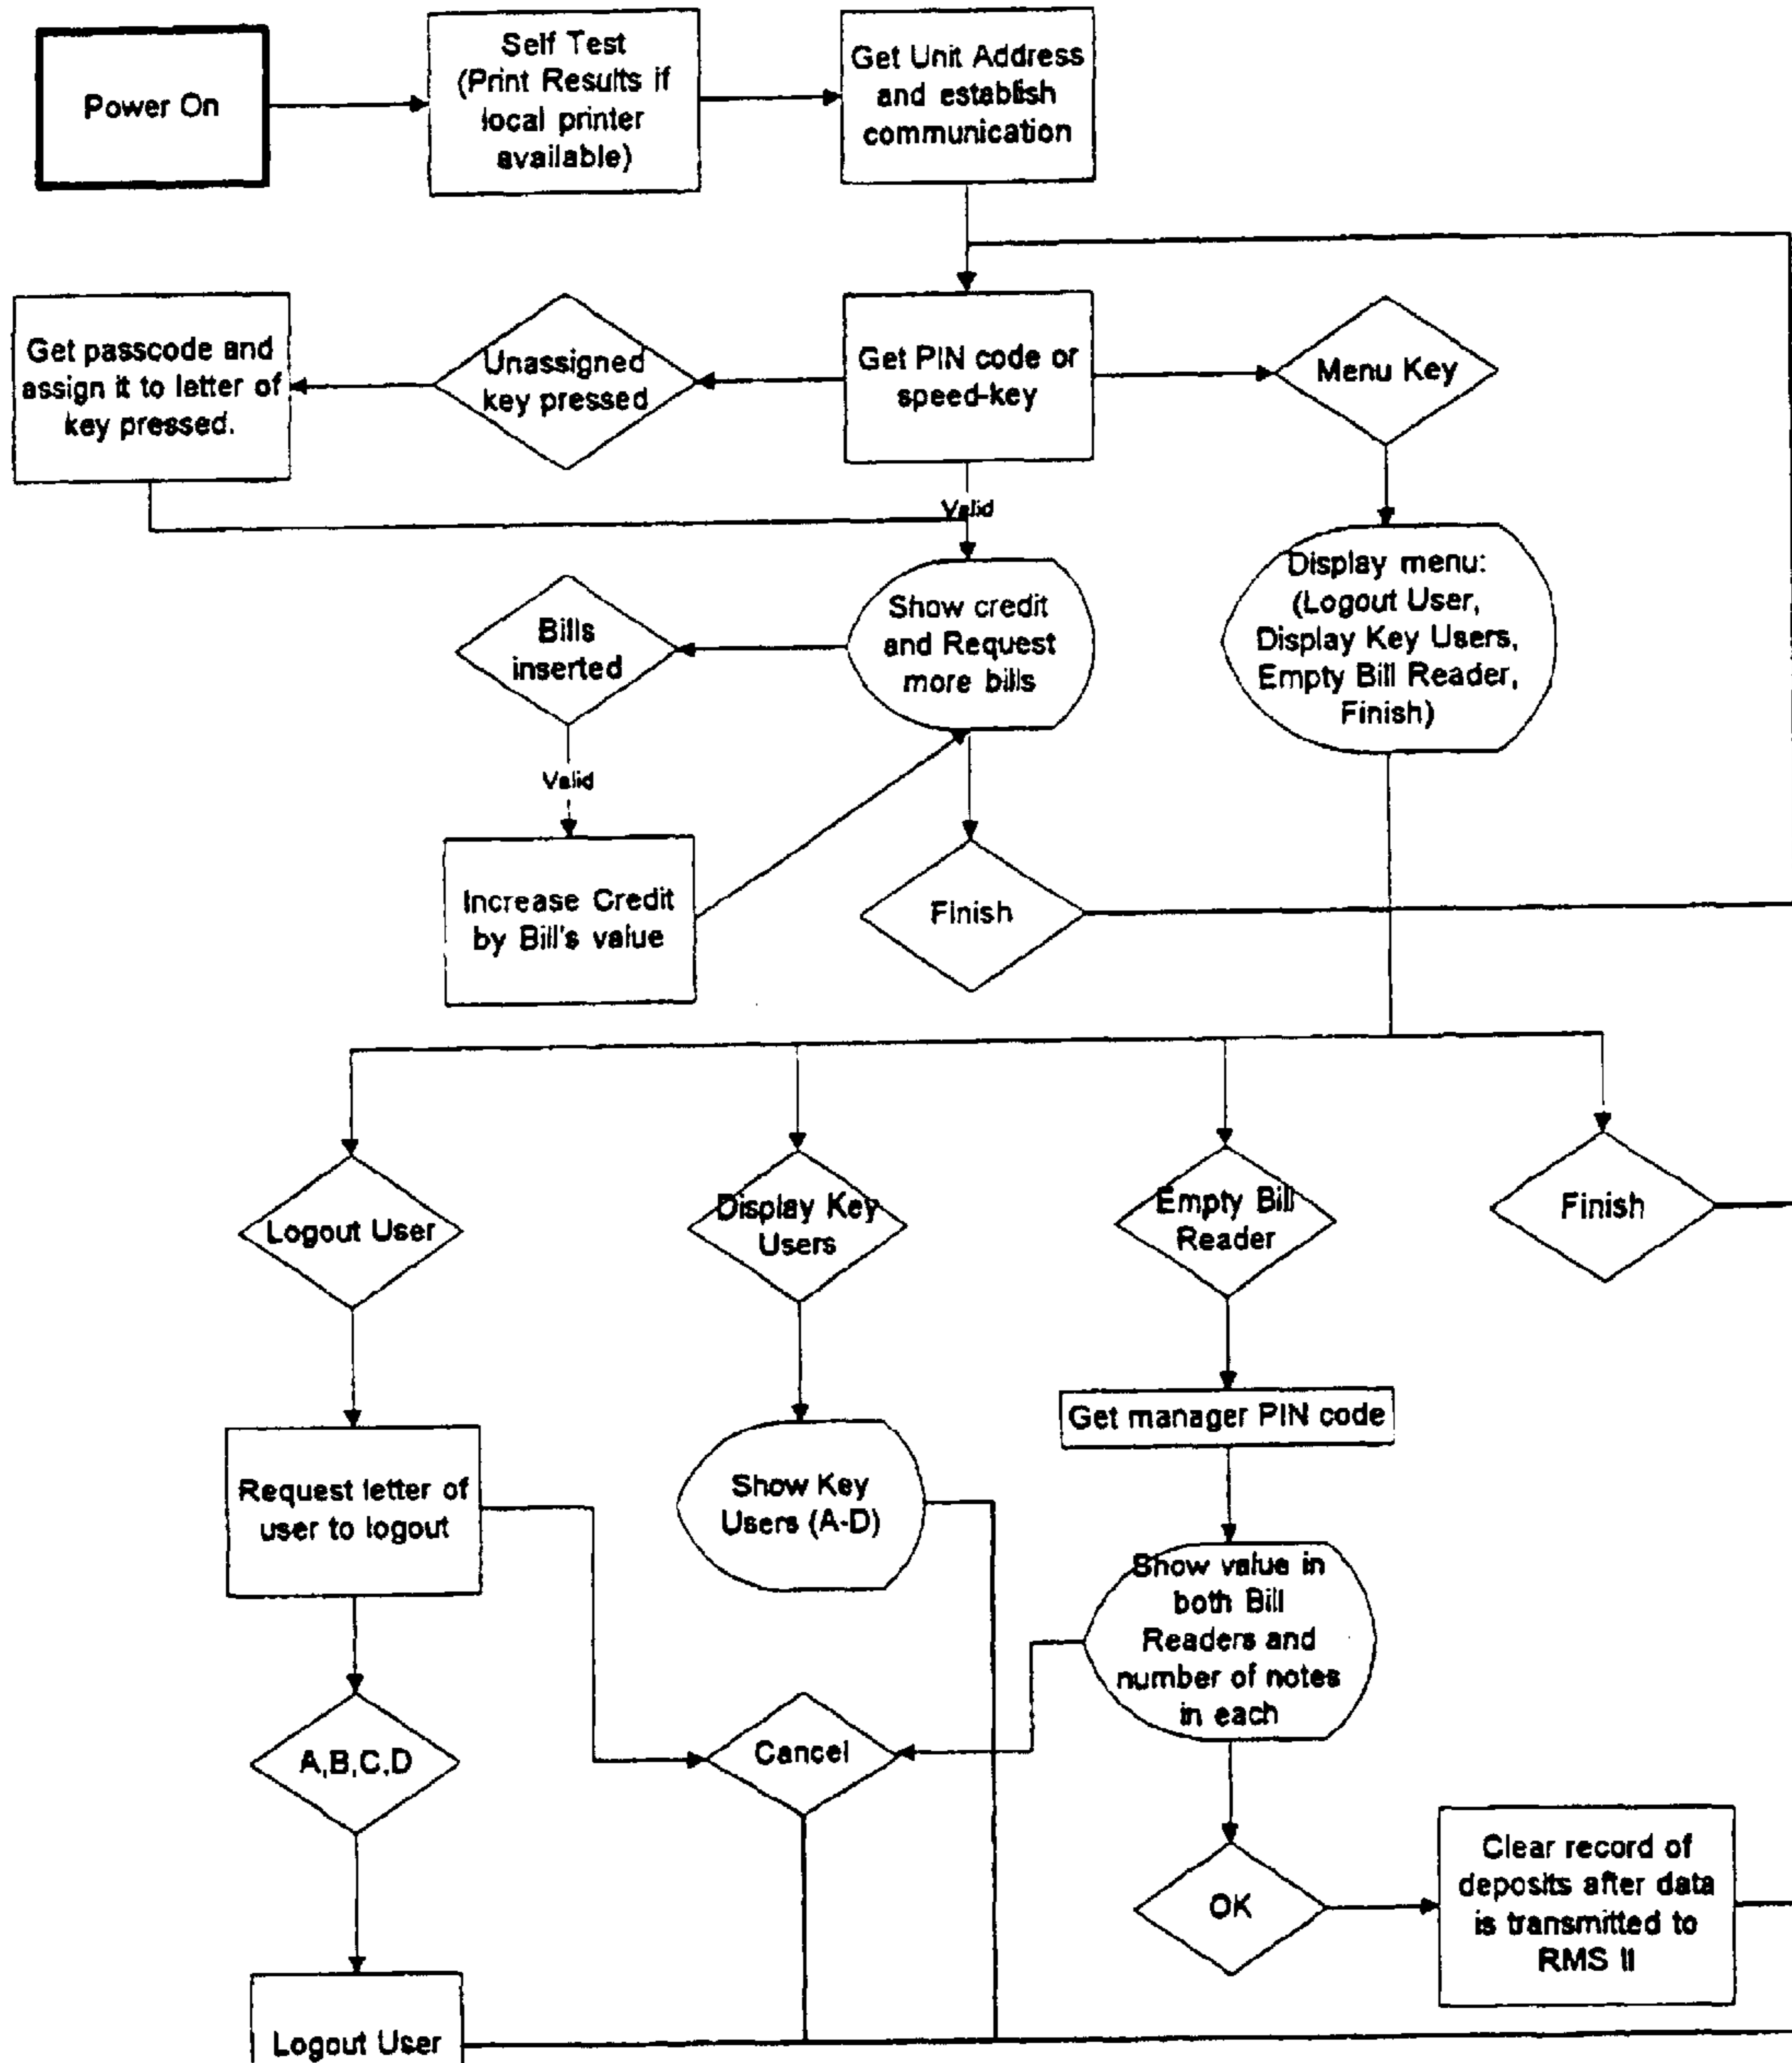 Power On
Self Test
(Print Results if
local printer
available)
Get Unit Address
and establish
communication
Get passcode and
assign it to letter of
key pressed.
Unassigned
key pressed
Get PIN code or
speed-key
Menu Key
Valid
Display menu:
(Logout User,
Display Key Users,
Empty Bill Reader,
Finish)
Bills
inserted
Show credit
and Request
more bills
Valid
Increase Credit
by Bill's value
Finish
Logout User
Display Key
Users
Empty Bill
Reader
Finish
Get manager PIN code
Request letter of
user to logout
Show Key
Users (A-D)
Show value in
both Bill
Readers and
number of notes
in each
A,B,C,D
Cancel
OK
Clear record of
deposits after data
is transmitted to
RMS II
Logout User